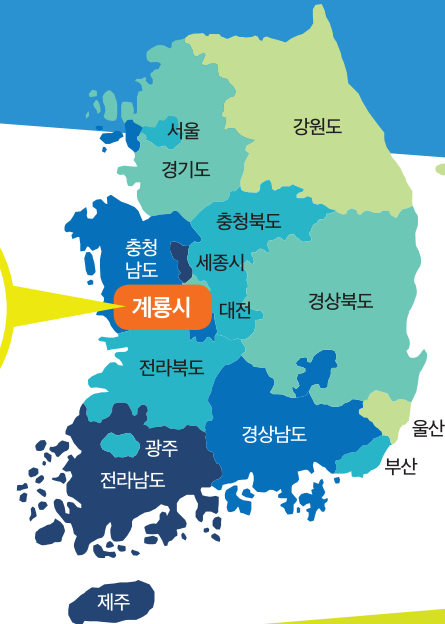 강원도
서울
경기도
충청북도
충청
남도
세종시
계룡시
대전
경상북도
전라북도
경상남도
울산
광주
부산
전라남도
제주